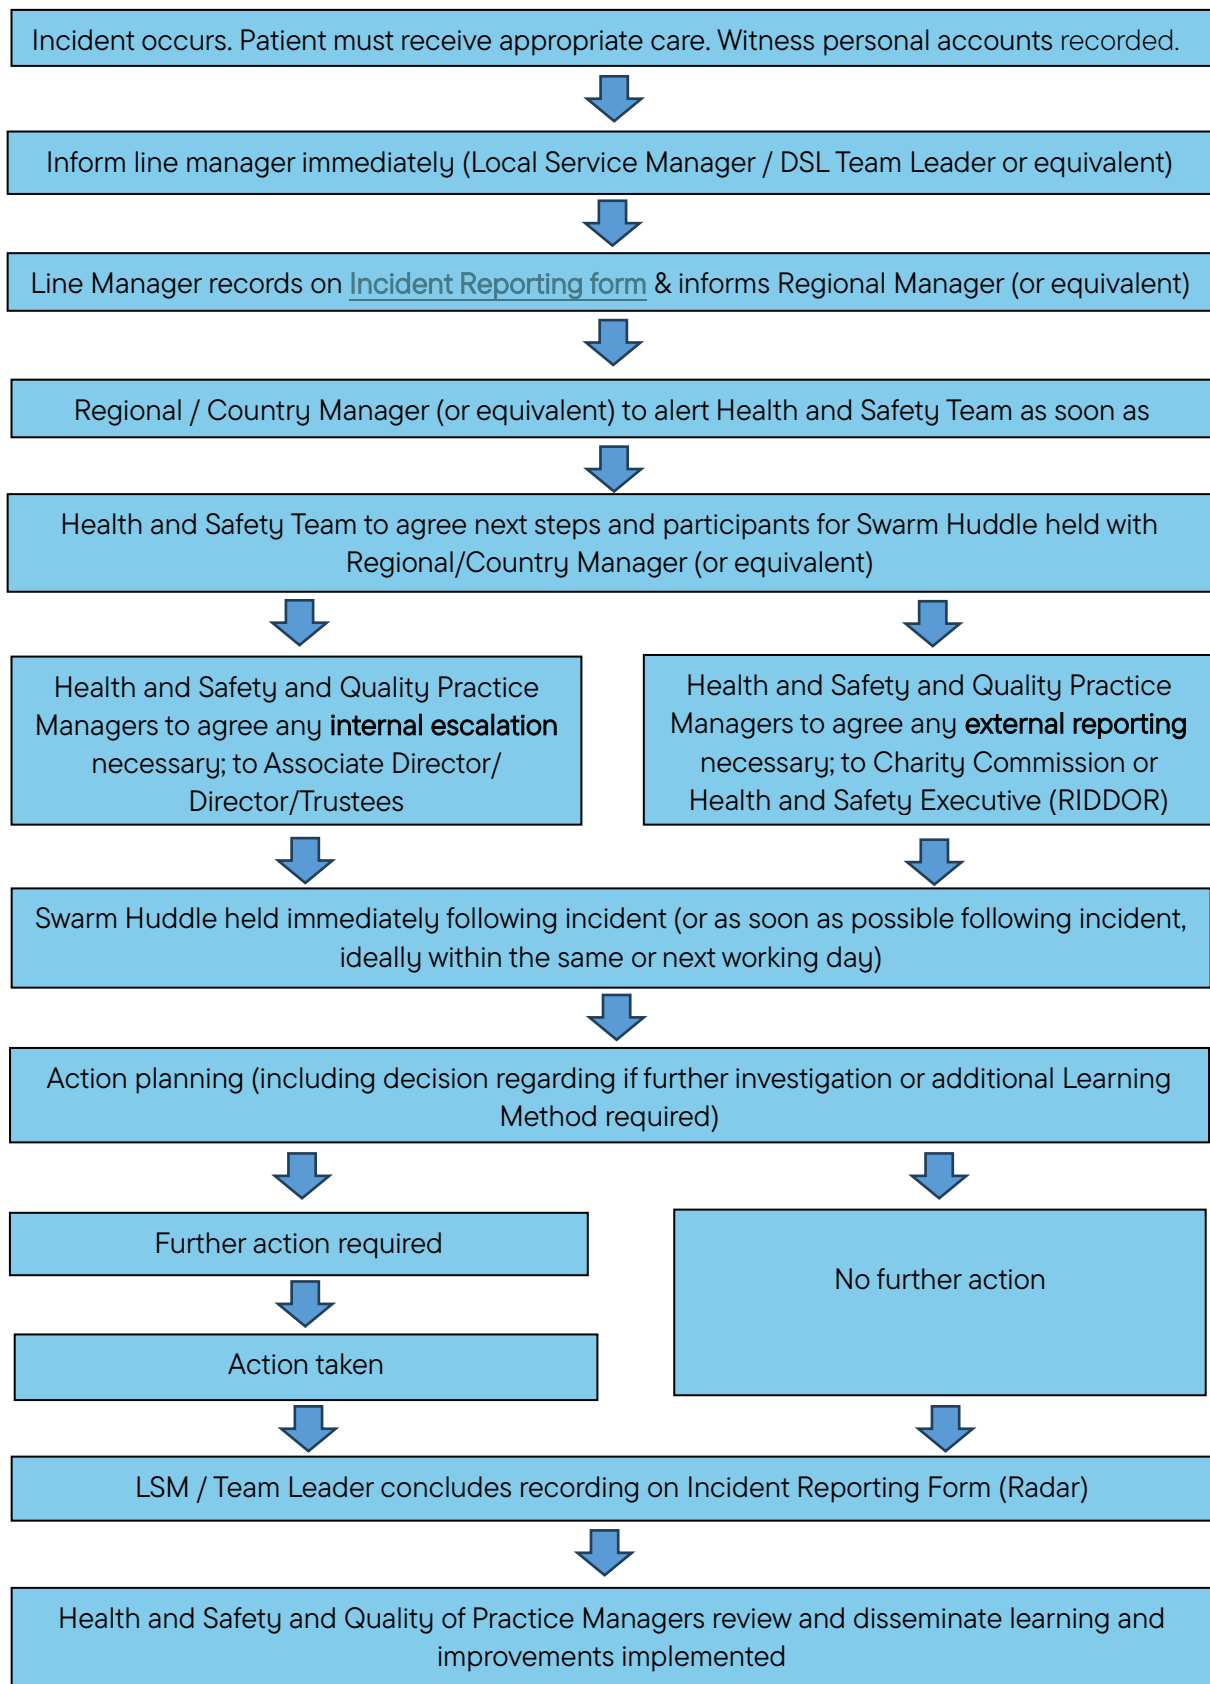 Incident occurs. Patient must receive appropriate care. Witness personal accounts recorded.
Inform line manager immediately (Local Service Manager / DSL Team Leader or equivalent)
Line Manager records on Incident Reporting form & informs Regional Manager (or equivalent)
Regional / Country Manager (or equivalent) to alert Health and Safety Team as soon as
Health and Safety Team to agree next steps and participants for Swarm Huddle held with
Regional/Country Manager (or equivalent)
Health and Safety and Quality Practice
Managers to agree any internal escalation
necessary; to Associate Director/
Director/Trustees
Health and Safety and Quality Practice
Managers to agree any external reporting
necessary; to Charity Commission or
Health and Safety Executive (RIDDOR)
Swarm Huddle held immediately following incident (or as soon as possible following incident,
ideally within the same or next working day)
Action planning (including decision regarding if further investigation or additional Learning
Method required)
Further action required
Action taken
No further action
LSM / Team Leader concludes recording on Incident Reporting Form (Radar)
Health and Safety and Quality of Practice Managers review and disseminate learning and
improvements implemented